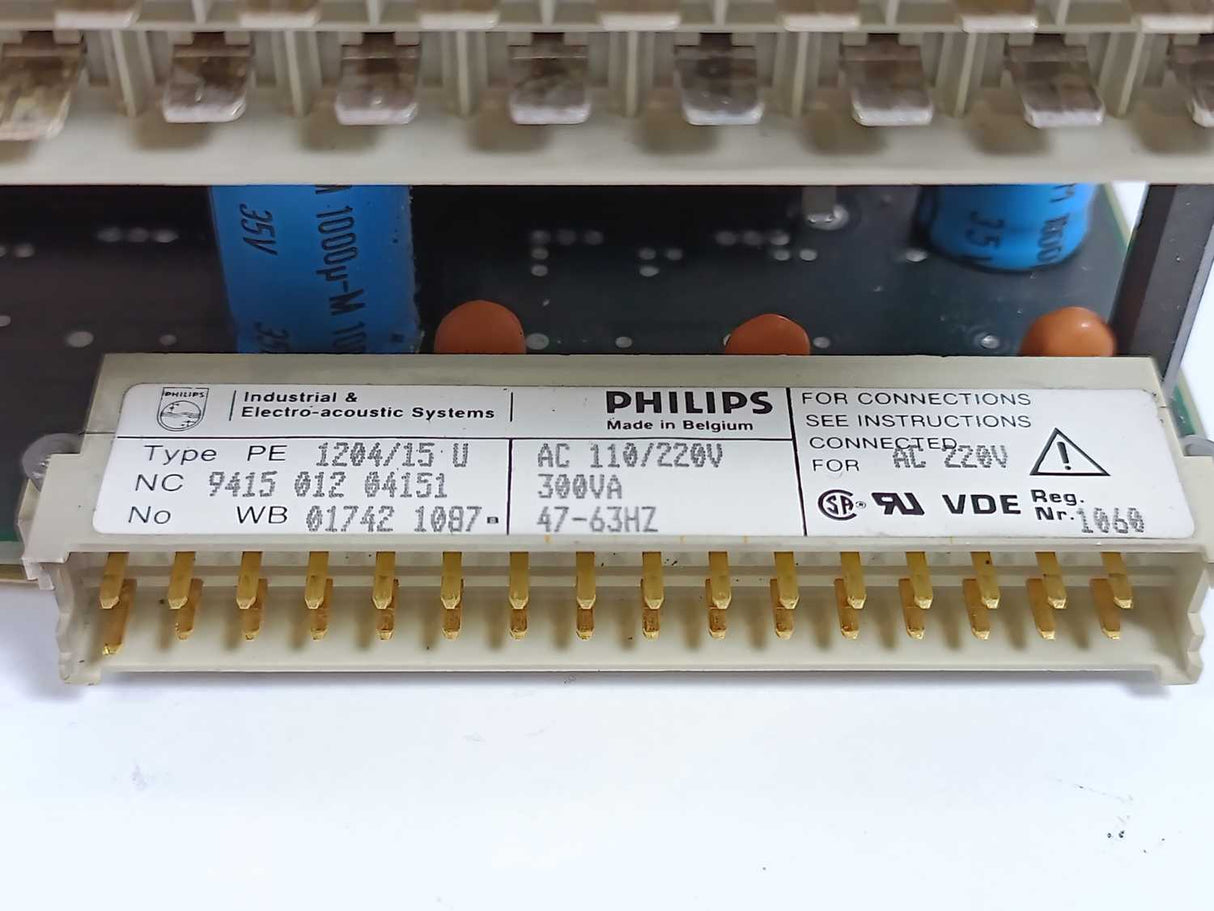 35V
1000µ-M
35
PHILIPS
Industrial &
Electro-acoustic Systems
PHILIPS
Made in Belgium
Type PE 1204/15 U
NC 9415 012 04151
No WB 01742 1087
AC 110/220V
300VA
47-63HZ
FOR CONNECTIONS
SEE INSTRUCTIONS
CONNECTED
FOR AC 220V
SA VDE Reg.
Nr. 1060